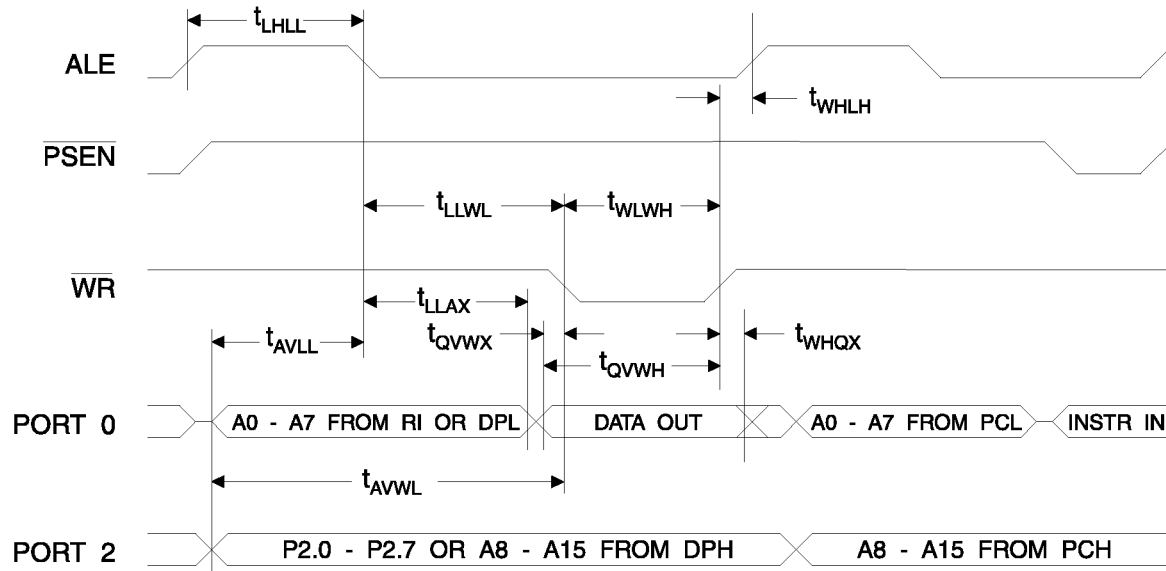 tLHLL
ALE
tWHLH
PSEN
tLLWL
tWLWH
WR
tLLAX
tAVLL
tQVWX
tWHQX
tQVWH
PORT 0
A0 - A7 FROM RI OR DPL
DATA OUT
A0 - A7 FROM PCL
INSTR IN
tAVWL
PORT 2
P2.0 - P2.7 OR A8 - A15 FROM DPH
A8 - A15 FROM PCH